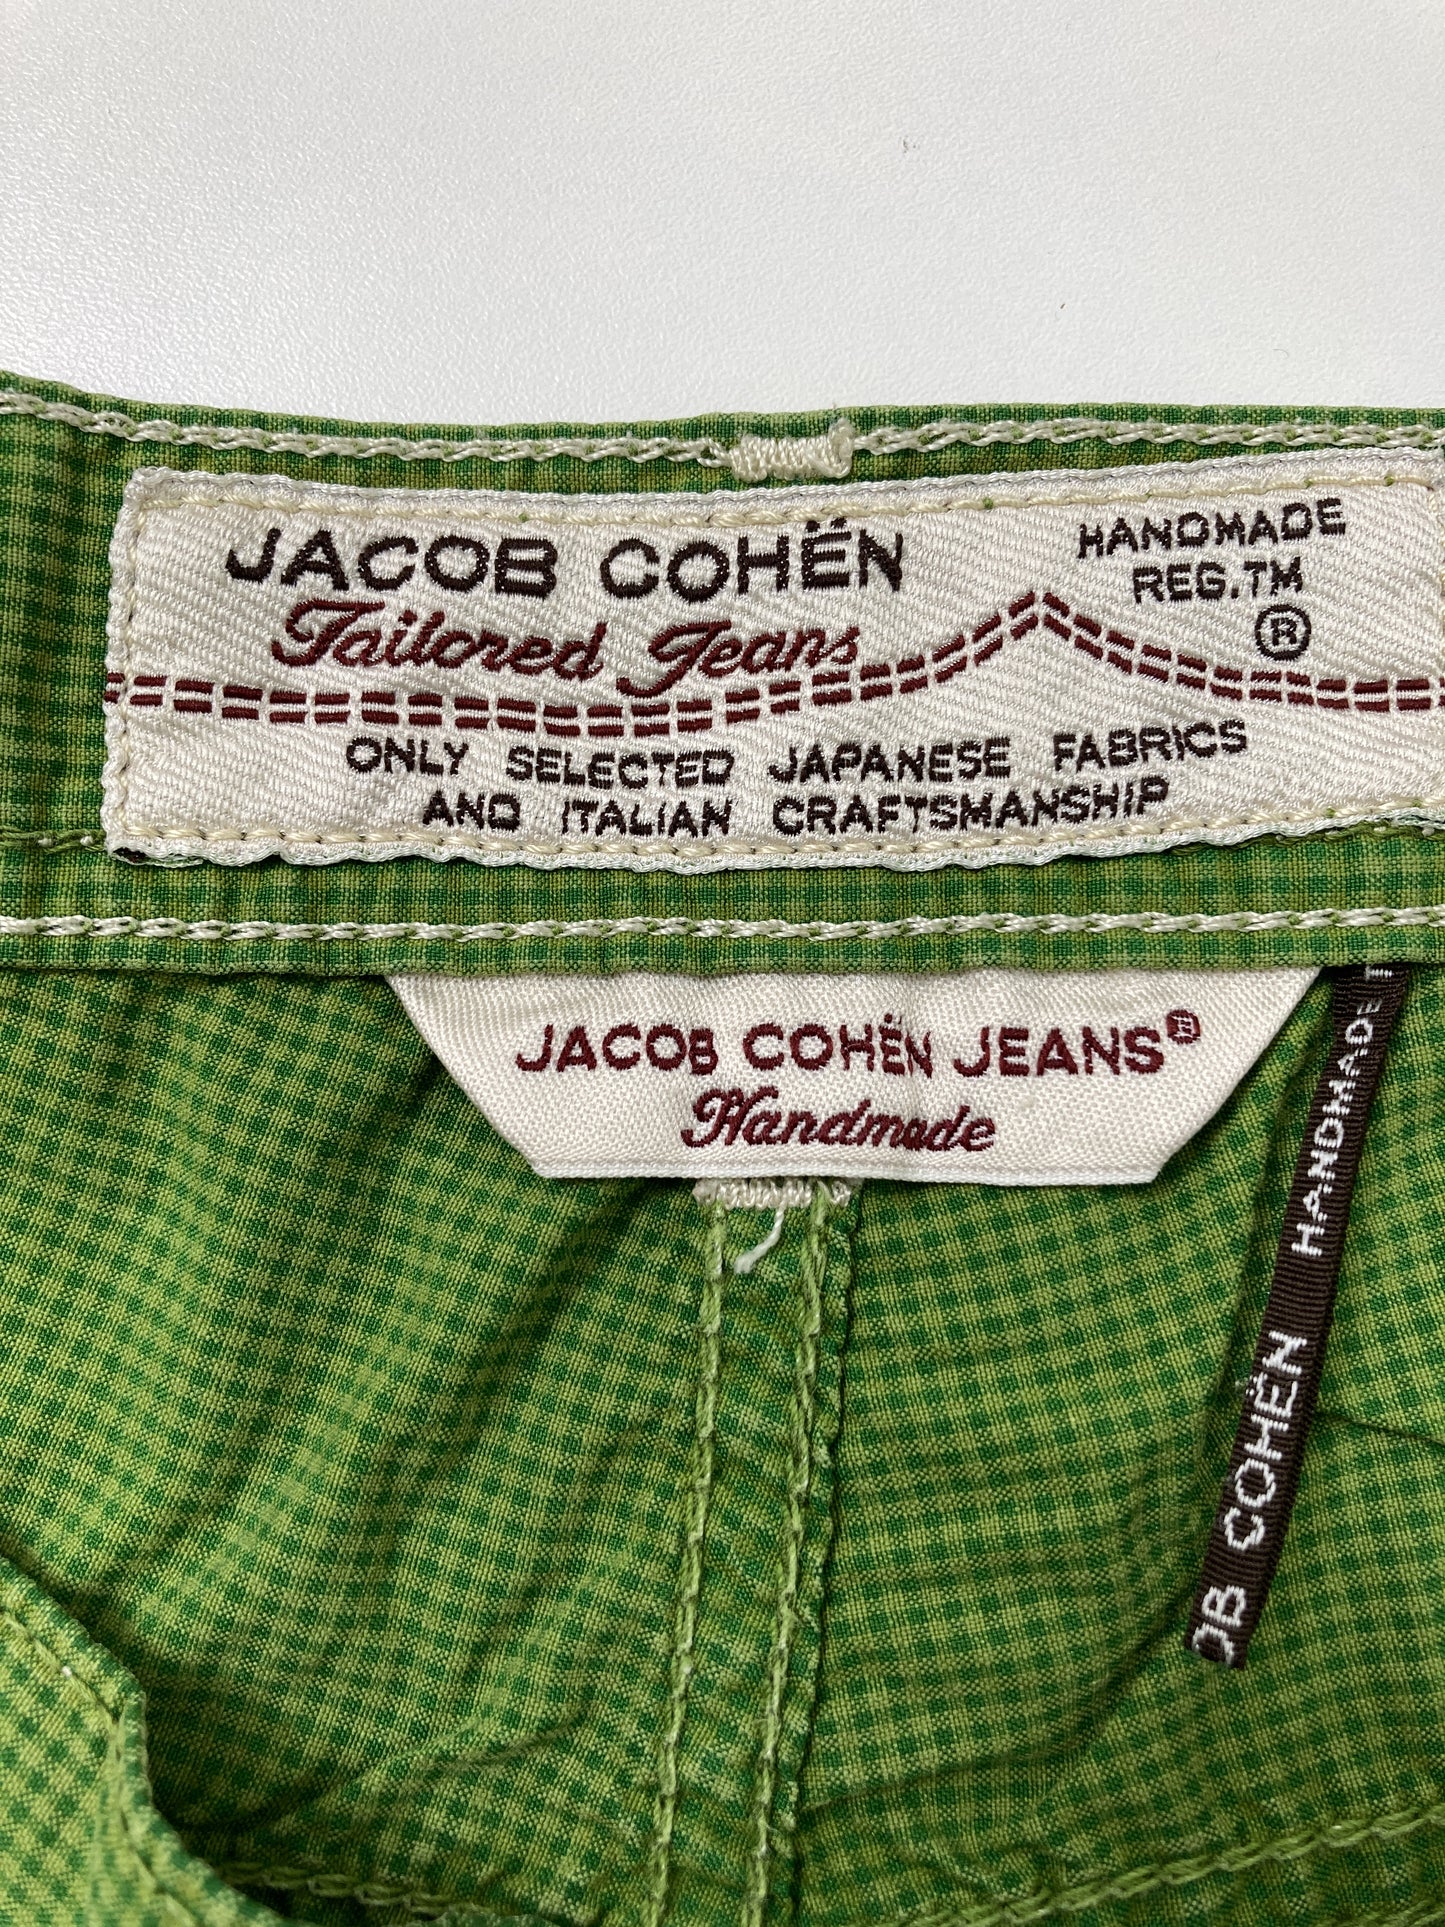 JACOB COHËN
Tailored Jeans
HANDMADE
REG.TM
®
ONLY SELECTED JAPANESE FABRICS
AND ITALIAN CRAFTSMANSHIP
JACOB COHËN JEANS®
Handmade
OB COHËN HANDMADE T